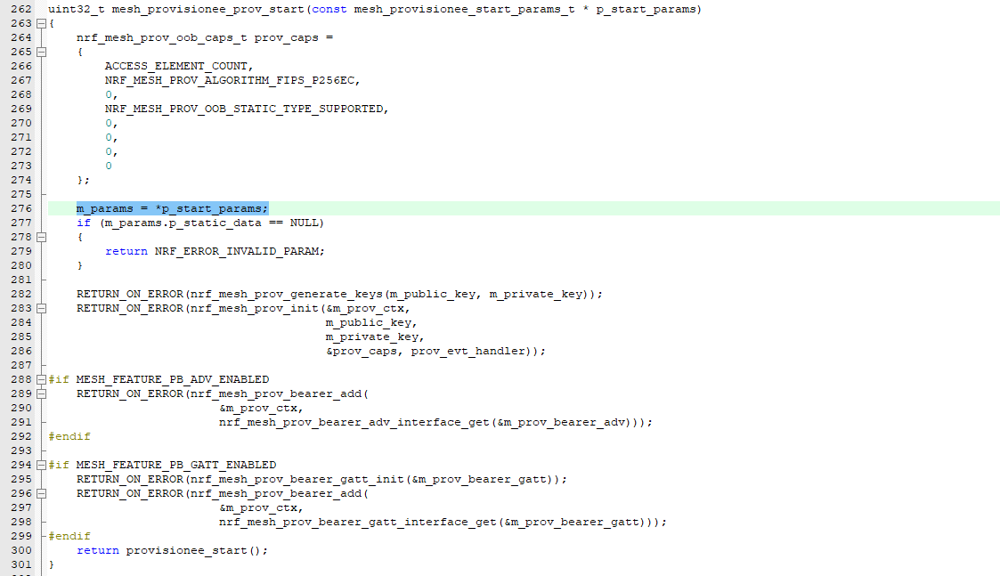 262 uint32_t mesh_provisionee_prov_start(const mesh_provisionee_start_params_t * p_start_params)
263 {
264     nrf_mesh_prov_oob_caps_t prov_caps =
265     {
266         ACCESS_ELEMENT_COUNT,
267         NRF_MESH_PROV_ALGORITHM_FIPS_P256EC,
268         0,
269         NRF_MESH_PROV_OOB_STATIC_TYPE_SUPPORTED,
270         0,
271         0,
272         0,
273         0
274     };
275
276     m_params = *p_start_params;
277     if (m_params.p_static_data == NULL)
278     {
279         return NRF_ERROR_INVALID_PARAM;
280     }
281
282     RETURN_ON_ERROR(nrf_mesh_prov_generate_keys(m_public_key, m_private_key));
283     RETURN_ON_ERROR(nrf_mesh_prov_init(&m_prov_ctx,
284                                        m_public_key,
285                                        m_private_key,
286                                        &prov_caps, prov_evt_handler));
287
288 #if MESH_FEATURE_PB_ADV_ENABLED
289     RETURN_ON_ERROR(nrf_mesh_prov_bearer_add(
290                         &m_prov_ctx,
291                         nrf_mesh_prov_bearer_adv_interface_get(&m_prov_bearer_adv)));
292 #endif
293
294 #if MESH_FEATURE_PB_GATT_ENABLED
295     RETURN_ON_ERROR(nrf_mesh_prov_bearer_gatt_init(&m_prov_bearer_gatt));
296     RETURN_ON_ERROR(nrf_mesh_prov_bearer_add(
297                         &m_prov_ctx,
298                         nrf_mesh_prov_bearer_gatt_interface_get(&m_prov_bearer_gatt)));
299 #endif
300     return provisionee_start();
301 }